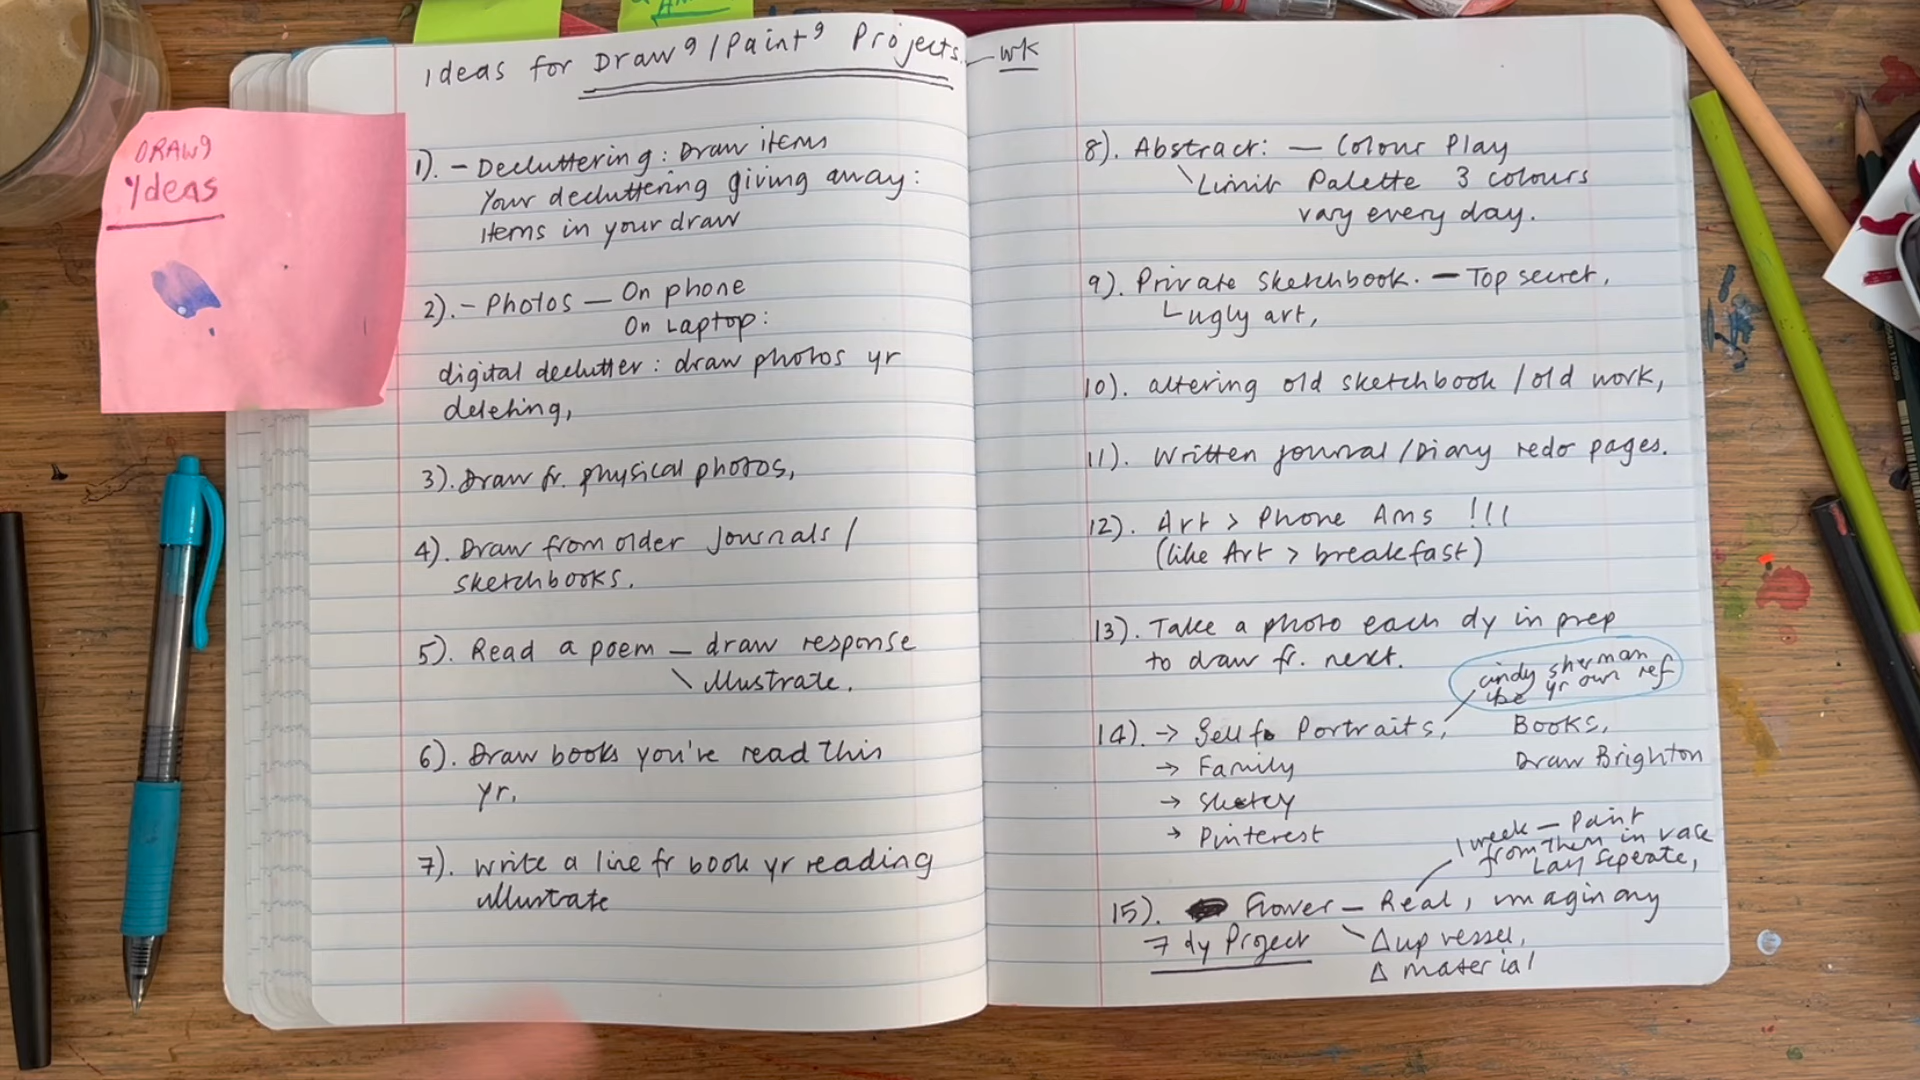 Ideas for Drawg / Paintg Projects — wk
DRAWg
Ydeas
1). - Decluttering: Draw items
Your decluttering giving away:
items in your draw
2). - Photos — On phone
On Laptop:
digital declutter: draw photos yr
deleting,
3). Draw fr. physical photos,
4). Draw from older Journals /
sketchbooks.
5). Read a poem — draw response
\ illustrate.
6). Draw books you've read this
yr.
7). Write a line fr book yr reading
illustrate
8). Abstract: — Colour Play
\ Limit Palette 3 colours
vary every day.
9). Private Sketchbook. — Top secret,
ugly art,
10). altering old sketchbook / old work,
11). Written journal / Diary redo pages.
12). Art > Phone Ams !!!!
(like Art > breakfast)
13). Take a photo each dy in prep
to draw fr. next.
cindy sherman
be yr own ref
14). → Self Portraits,
→ Family
→ Sketcy
→ Pinterest
Books,
Draw Brighton
1 week — Paint
from them in vase
Lay seperate,
15). Flower — Real, imaginary
7 dy Project \ Δ up vessel,
Δ material